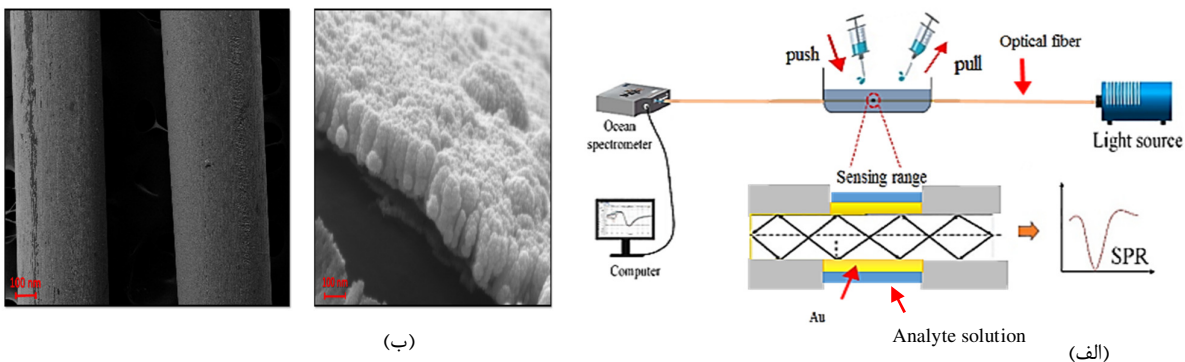 100 nm
100 nm
(ب)
push
pull
Optical fiber
Ocean
spectrometer
Light source
Sensing range
Computer
SPR
Au
Analyte solution
(الف)